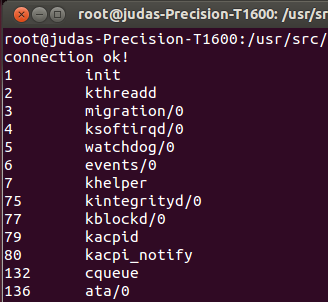 root@judas-Precision-T1600: /usr/sr
root@judas-Precision-T1600:/usr/src/
connection ok!
1 init
2 kthreadd
3 migration/0
4 ksoftirqd/0
5 watchdog/0
6 events/0
7 khelper
75 kintegrityd/0
77 kblockd/0
79 kacpid
80 kacpi_notify
132 cqueue
136 ata/0